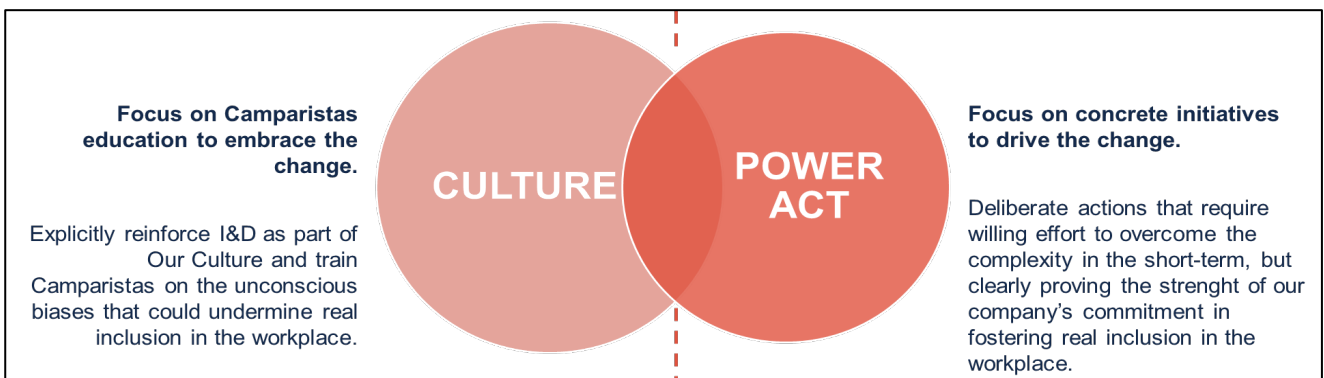 Focus on Camparistas
education to embrace the
change.
Explicitly reinforce I&D as part of
Our Culture and train
Camparistas on the unconscious
biases that could undermine real
inclusion in the workplace.
CULTURE
POWER
ACT
Focus on concrete initiatives
to drive the change.
Deliberate actions that require
willing effort to overcome the
complexity in the short-term, but
clearly proving the strenght of our
company’s commitment in
fostering real inclusion in the
workplace.